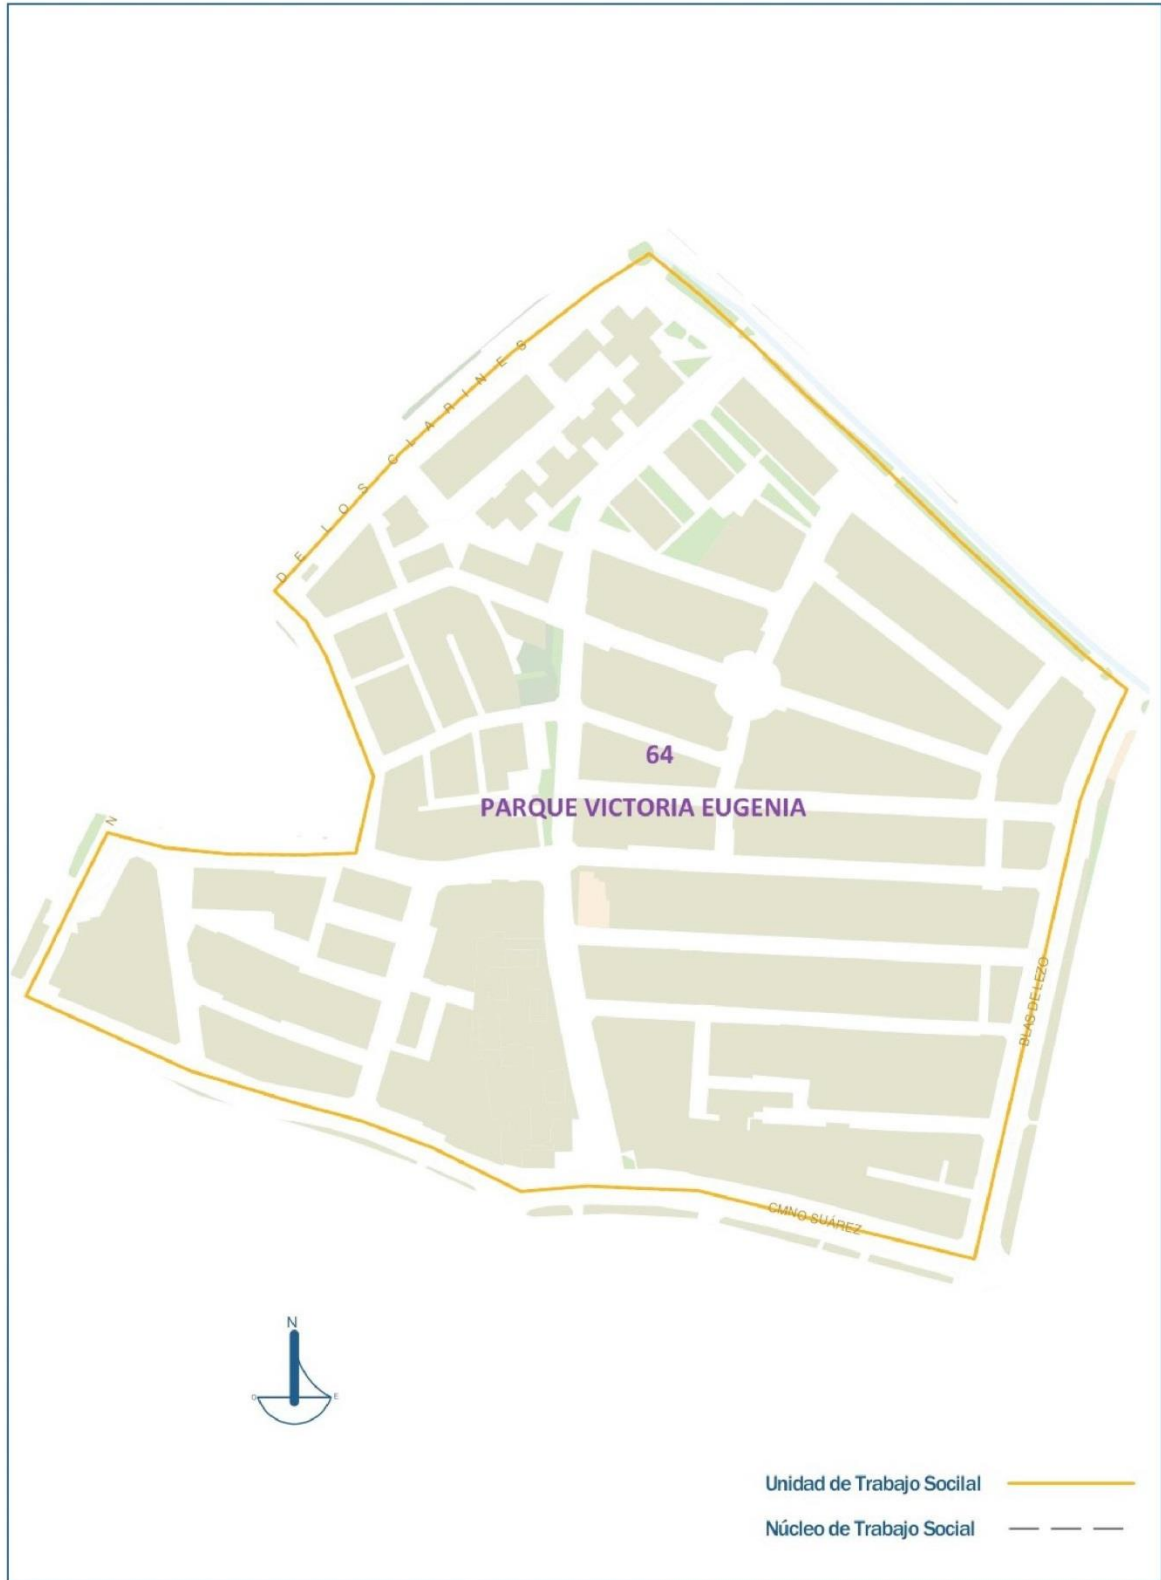 DE LOS CLARINES
64
PARQUE VICTORIA EUGENIA
N
BLAS DE LEZO
CMNO SUÁREZ
N
O E
Unidad de Trabajo Socilal
Núcleo de Trabajo Social